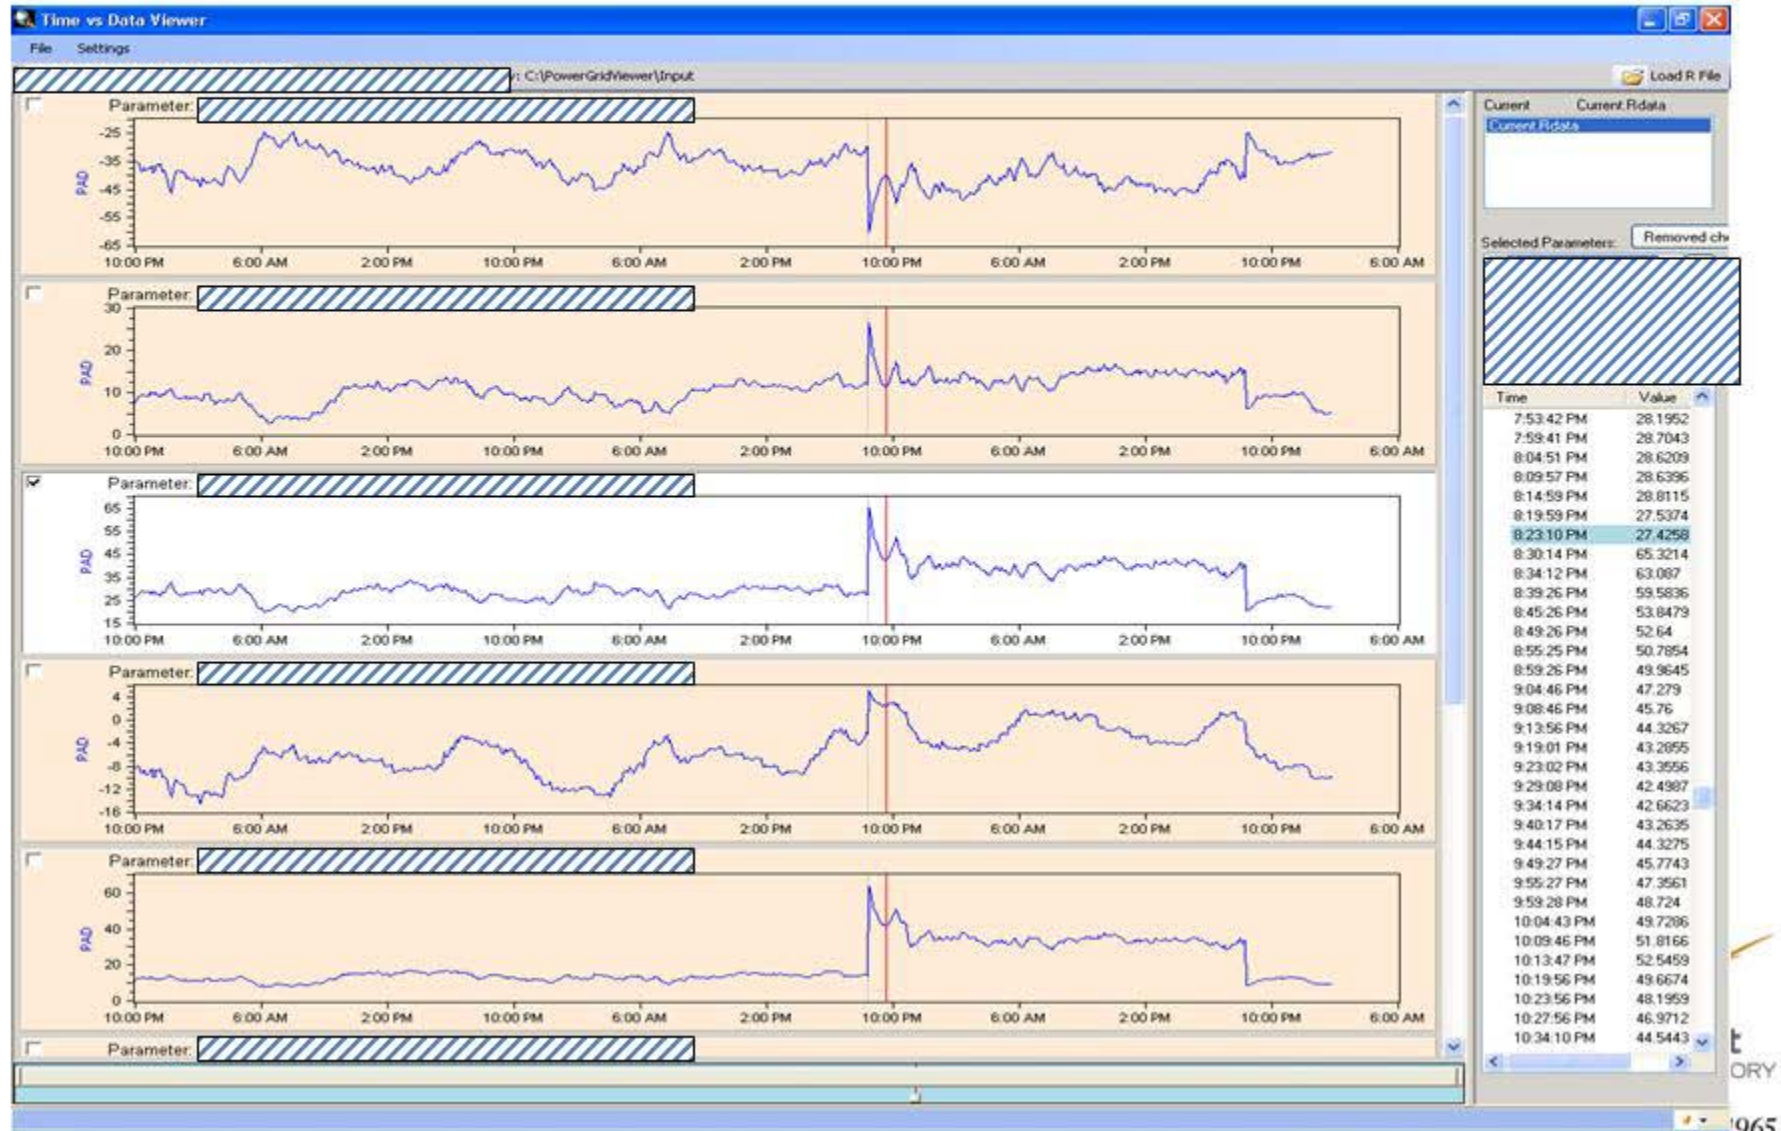 Time vs Data Viewer
File Settings
y: C:\PowerGridViewer\Input Load R File
Parameter:
-25
-35
-45
-55
-65
PAD
10:00 PM 6:00 AM 2:00 PM 10:00 PM 6:00 AM 2:00 PM 10:00 PM 6:00 AM 2:00 PM 10:00 PM 6:00 AM
Parameter:
30
20
10
0
PAD
10:00 PM 6:00 AM 2:00 PM 10:00 PM 6:00 AM 2:00 PM 10:00 PM 6:00 AM 2:00 PM 10:00 PM 6:00 AM
Parameter:
65
55
45
35
25
15
PAD
10:00 PM 6:00 AM 2:00 PM 10:00 PM 6:00 AM 2:00 PM 10:00 PM 6:00 AM 2:00 PM 10:00 PM 6:00 AM
Parameter:
4
0
-4
-8
-12
-16
PAD
10:00 PM 6:00 AM 2:00 PM 10:00 PM 6:00 AM 2:00 PM 10:00 PM 6:00 AM 2:00 PM 10:00 PM 6:00 AM
Parameter:
60
40
20
0
PAD
10:00 PM 6:00 AM 2:00 PM 10:00 PM 6:00 AM 2:00 PM 10:00 PM 6:00 AM 2:00 PM 10:00 PM 6:00 AM
Parameter:
Current Current.Rdata
Current.Rdata
Selected Parameters: Removed che
Time Value
7:53:42 PM 28.1952
7:59:41 PM 28.7043
8:04:51 PM 28.6209
8:09:57 PM 28.6396
8:14:59 PM 28.8115
8:19:59 PM 27.5374
8:23:10 PM 27.4258
8:30:14 PM 65.3214
8:34:12 PM 63.087
8:39:26 PM 59.5836
8:45:26 PM 53.8479
8:49:26 PM 52.64
8:55:25 PM 50.7854
8:59:26 PM 49.9645
9:04:46 PM 47.279
9:08:46 PM 45.76
9:13:56 PM 44.3267
9:19:01 PM 43.2855
9:23:02 PM 43.3556
9:29:08 PM 42.4987
9:34:14 PM 42.6623
9:40:17 PM 43.2635
9:44:15 PM 44.3275
9:49:27 PM 45.7743
9:55:27 PM 47.3561
9:59:28 PM 48.724
10:04:43 PM 49.7286
10:09:46 PM 51.8166
10:13:47 PM 52.5459
10:19:56 PM 49.6674
10:23:56 PM 48.1959
10:27:56 PM 46.9712
10:34:10 PM 44.5443
t
ORY
1965